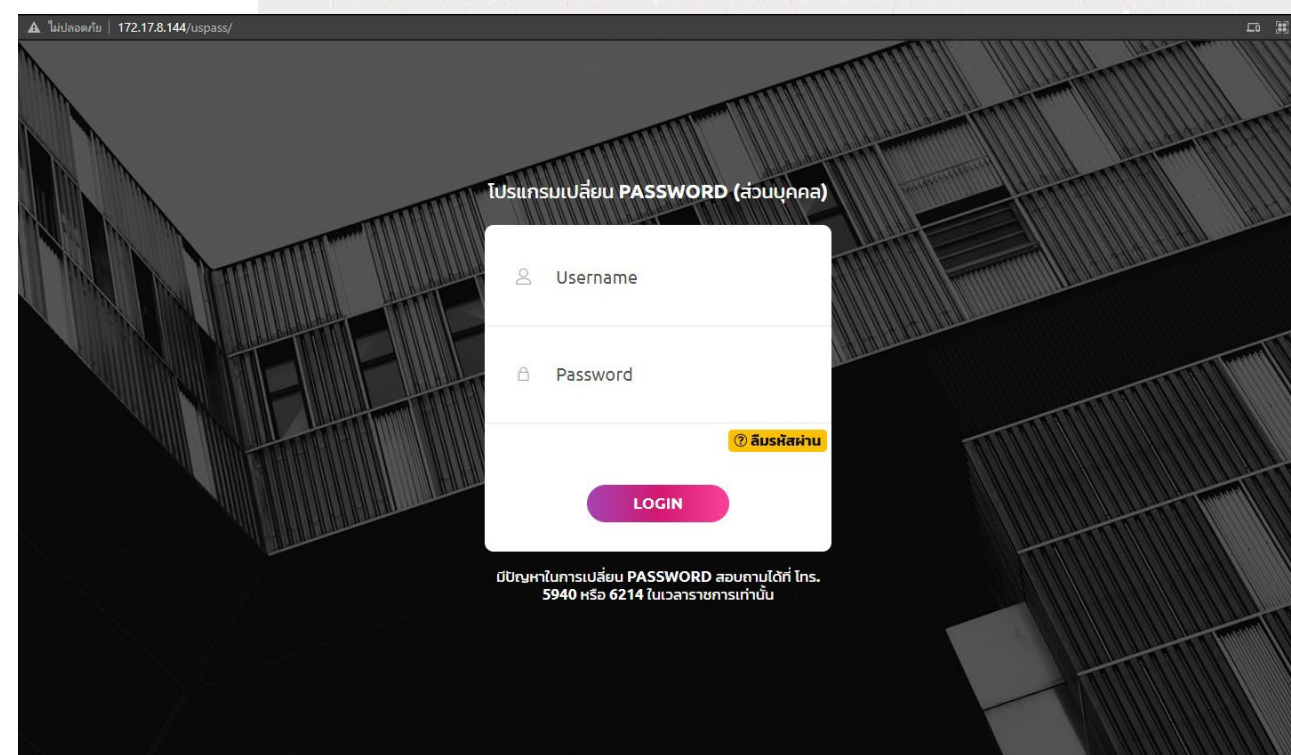 ไม่ปลอดภัย | 172.17.8.144/uspass/
โปรแกรมเปลี่ยน PASSWORD (ส่วนบุคคล)
Username
Password
ลืมรหัสผ่าน
LOGIN
มีปัญหาในการเปลี่ยน PASSWORD สอบถามได้ที่ โทร.
5940 หรือ 6214 ในเวลาราชการเท่านั้น